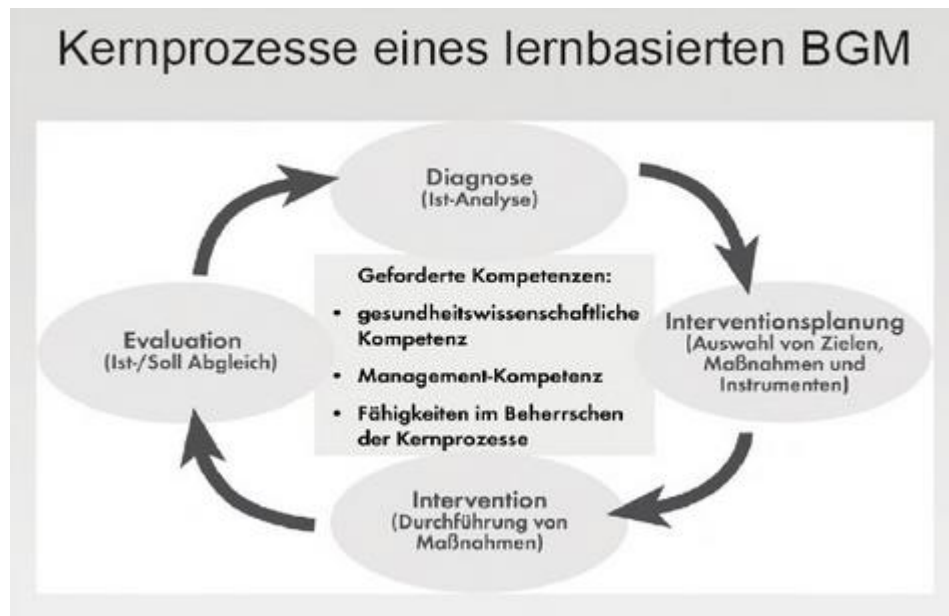 Kernprozesse eines lernbasierten BGM
Diagnose
(Ist-Analyse)
Geforderte Kompetenzen:
• gesundheitswissenschaftliche
Kompetenz
• Management-Kompetenz
• Fähigkeiten im Beherrschen
der Kernprozesse
Interventionsplanung
(Auswahl von Zielen,
Maßnahmen und
Instrumenten)
Intervention
(Durchführung von
Maßnahmen)
Evaluation
(Ist-/Soll Abgleich)